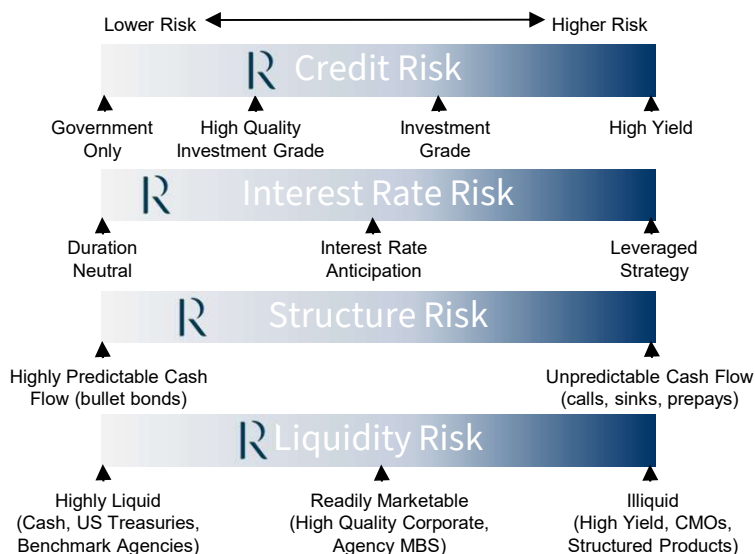 Lower Risk Higher Risk
R Credit Risk
Government Only
High Quality Investment Grade
Investment Grade
High Yield
R Interest Rate Risk
Duration Neutral
Interest Rate Anticipation
Leveraged Strategy
R Structure Risk
Highly Predictable Cash Flow (bullet bonds)
Unpredictable Cash Flow (calls, sinks, prepays)
R Liquidity Risk
Highly Liquid (Cash, US Treasuries, Benchmark Agencies)
Readily Marketable (High Quality Corporate, Agency MBS)
Illiquid (High Yield, CMOs, Structured Products)